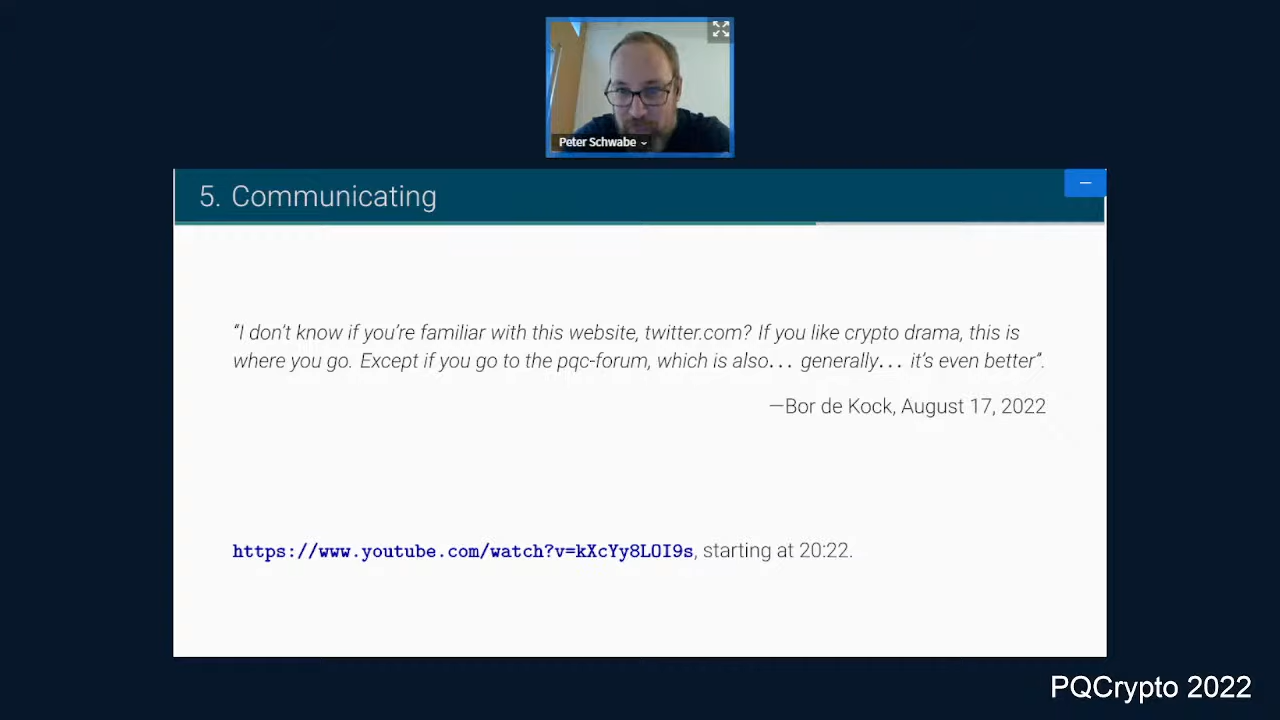 Peter Schwabe
5. Communicating
“I don’t know if you’re familiar with this website, twitter.com? If you like crypto drama, this is
where you go. Except if you go to the pqc-forum, which is also... generally... it’s even better”.
—Bor de Kock, August 17, 2022
https://www.youtube.com/watch?v=kXcYy8LOI9s, starting at 20:22.
PQCrypto 2022